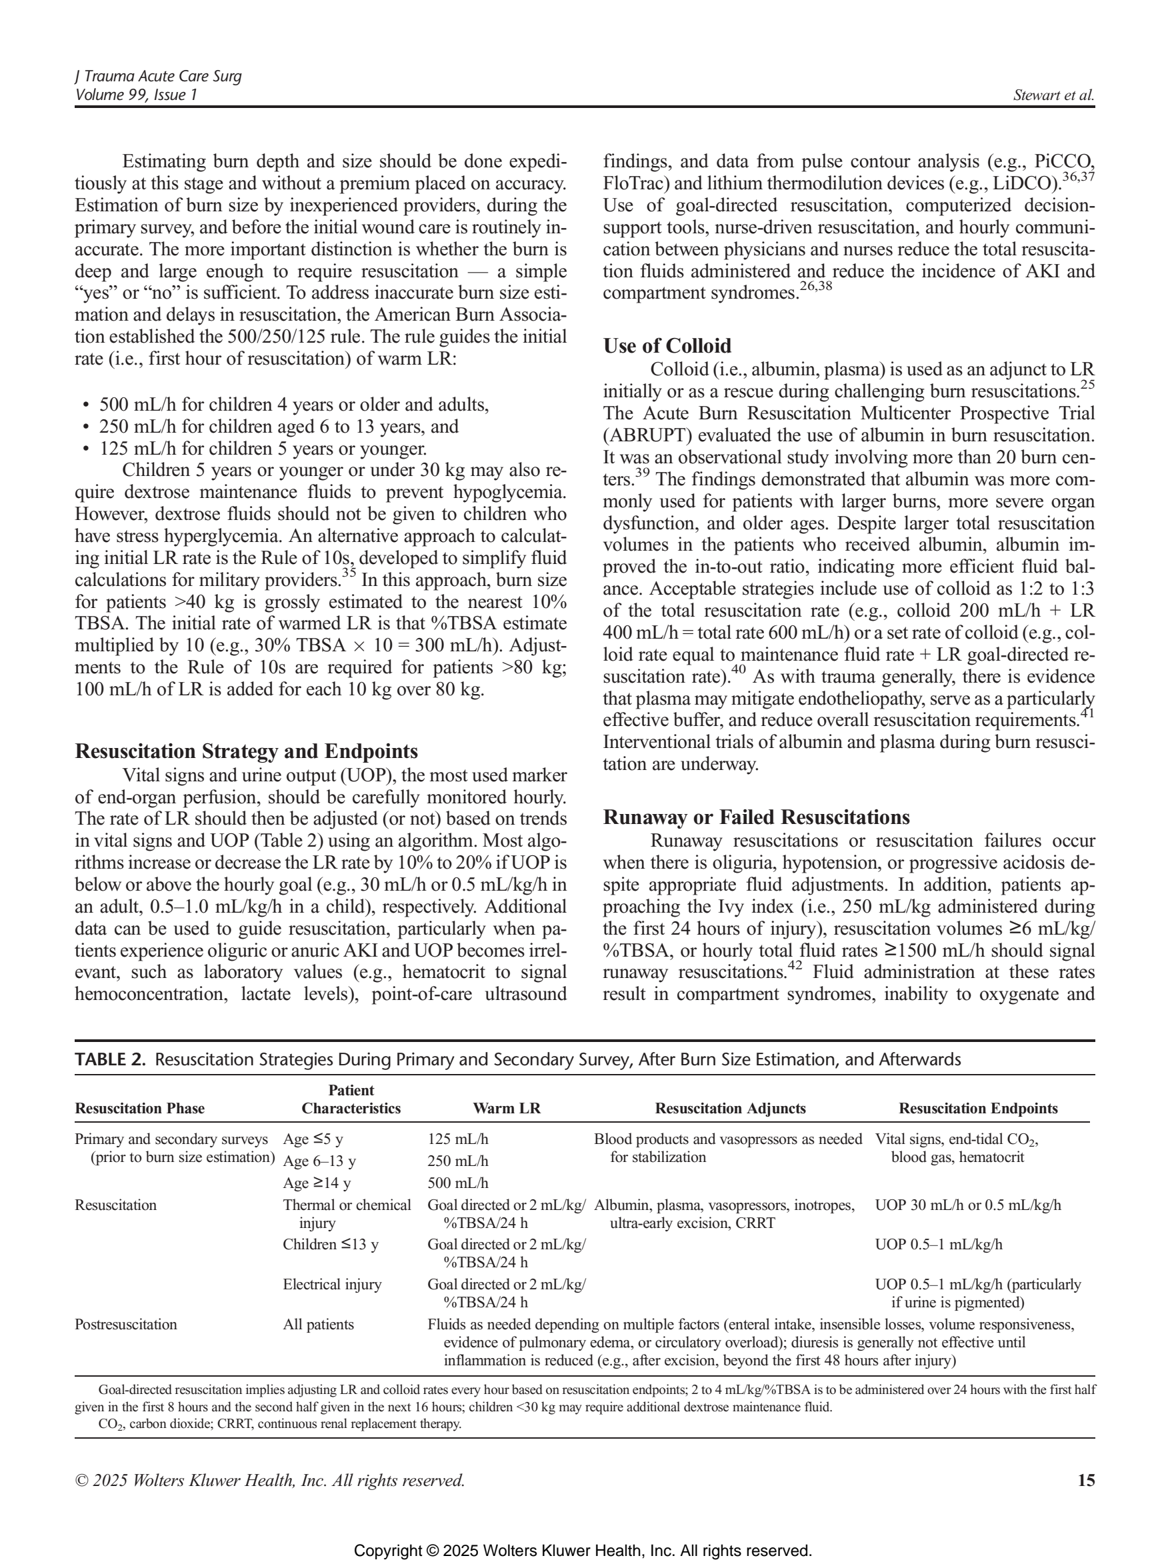 J Trauma Acute Care Surg
Volume 99, Issue 1
Stewart et al.
Estimating burn depth and size should be done expedi-
tiously at this stage and without a premium placed on accuracy.
Estimation of burn size by inexperienced providers, during the
primary survey, and before the initial wound care is routinely in-
accurate. The more important distinction is whether the burn is
deep and large enough to require resuscitation — a simple
“yes” or “no” is sufficient. To address inaccurate burn size esti-
mation and delays in resuscitation, the American Burn Associa-
tion established the 500/250/125 rule. The rule guides the initial
rate (i.e., first hour of resuscitation) of warm LR:
• 500 mL/h for children 4 years or older and adults,
• 250 mL/h for children aged 6 to 13 years, and
• 125 mL/h for children 5 years or younger.
Children 5 years or younger or under 30 kg may also re-
quire dextrose maintenance fluids to prevent hypoglycemia.
However, dextrose fluids should not be given to children who
have stress hyperglycemia. An alternative approach to calculat-
ing initial LR rate is the Rule of 10s, developed to simplify fluid
calculations for military providers.35 In this approach, burn size
for patients >40 kg is grossly estimated to the nearest 10%
TBSA. The initial rate of warmed LR is that %TBSA estimate
multiplied by 10 (e.g., 30% TBSA × 10 = 300 mL/h). Adjust-
ments to the Rule of 10s are required for patients >80 kg;
100 mL/h of LR is added for each 10 kg over 80 kg.
Resuscitation Strategy and Endpoints
Vital signs and urine output (UOP), the most used marker
of end-organ perfusion, should be carefully monitored hourly.
The rate of LR should then be adjusted (or not) based on trends
in vital signs and UOP (Table 2) using an algorithm. Most algo-
rithms increase or decrease the LR rate by 10% to 20% if UOP is
below or above the hourly goal (e.g., 30 mL/h or 0.5 mL/kg/h in
an adult, 0.5–1.0 mL/kg/h in a child), respectively. Additional
data can be used to guide resuscitation, particularly when pa-
tients experience oliguric or anuric AKI and UOP becomes irrel-
evant, such as laboratory values (e.g., hematocrit to signal
hemoconcentration, lactate levels), point-of-care ultrasound
findings, and data from pulse contour analysis (e.g., PiCCO,
FloTrac) and lithium thermodilution devices (e.g., LiDCO).36,37
Use of goal-directed resuscitation, computerized decision-
support tools, nurse-driven resuscitation, and hourly communi-
cation between physicians and nurses reduce the total resuscita-
tion fluids administered and reduce the incidence of AKI and
compartment syndromes.26,38
Use of Colloid
Colloid (i.e., albumin, plasma) is used as an adjunct to LR
initially or as a rescue during challenging burn resuscitations.25
The Acute Burn Resuscitation Multicenter Prospective Trial
(ABRUPT) evaluated the use of albumin in burn resuscitation.
It was an observational study involving more than 20 burn cen-
ters.39 The findings demonstrated that albumin was more com-
monly used for patients with larger burns, more severe organ
dysfunction, and older ages. Despite larger total resuscitation
volumes in the patients who received albumin, albumin im-
proved the in-to-out ratio, indicating more efficient fluid bal-
ance. Acceptable strategies include use of colloid as 1:2 to 1:3
of the total resuscitation rate (e.g., colloid 200 mL/h + LR
400 mL/h = total rate 600 mL/h) or a set rate of colloid (e.g., col-
loid rate equal to maintenance fluid rate + LR goal-directed re-
suscitation rate).40 As with trauma generally, there is evidence
that plasma may mitigate endotheliopathy, serve as a particularly
effective buffer, and reduce overall resuscitation requirements.41
Interventional trials of albumin and plasma during burn resusci-
tation are underway.
Runaway or Failed Resuscitations
Runaway resuscitations or resuscitation failures occur
when there is oliguria, hypotension, or progressive acidosis de-
spite appropriate fluid adjustments. In addition, patients ap-
proaching the Ivy index (i.e., 250 mL/kg administered during
the first 24 hours of injury), resuscitation volumes ≥6 mL/kg/
%TBSA, or hourly total fluid rates ≥1500 mL/h should signal
runaway resuscitations.42 Fluid administration at these rates
result in compartment syndromes, inability to oxygenate and
TABLE 2. Resuscitation Strategies During Primary and Secondary Survey, After Burn Size Estimation, and Afterwards
Patient
Resuscitation Phase Characteristics Warm LR Resuscitation Adjuncts Resuscitation Endpoints
Primary and secondary surveys Age ≤5 y 125 mL/h Blood products and vasopressors as needed Vital signs, end-tidal CO2,
(prior to burn size estimation) Age 6–13 y 250 mL/h for stabilization blood gas, hematocrit
Age ≥14 y 500 mL/h
Resuscitation Thermal or chemical Goal directed or 2 mL/kg/ Albumin, plasma, vasopressors, inotropes, UOP 30 mL/h or 0.5 mL/kg/h
injury %TBSA/24 h ultra-early excision, CRRT
Children ≤13 y Goal directed or 2 mL/kg/ UOP 0.5–1 mL/kg/h
%TBSA/24 h
Electrical injury Goal directed or 2 mL/kg/ UOP 0.5–1 mL/kg/h (particularly
%TBSA/24 h if urine is pigmented)
Postresuscitation All patients Fluids as needed depending on multiple factors (enteral intake, insensible losses, volume responsiveness,
evidence of pulmonary edema, or circulatory overload); diuresis is generally not effective until
inflammation is reduced (e.g., after excision, beyond the first 48 hours after injury)
Goal-directed resuscitation implies adjusting LR and colloid rates every hour based on resuscitation endpoints; 2 to 4 mL/kg/%TBSA is to be administered over 24 hours with the first half
given in the first 8 hours and the second half given in the next 16 hours; children <30 kg may require additional dextrose maintenance fluid.
CO2, carbon dioxide; CRRT, continuous renal replacement therapy.
© 2025 Wolters Kluwer Health, Inc. All rights reserved.
15
Copyright © 2025 Wolters Kluwer Health, Inc. All rights reserved.